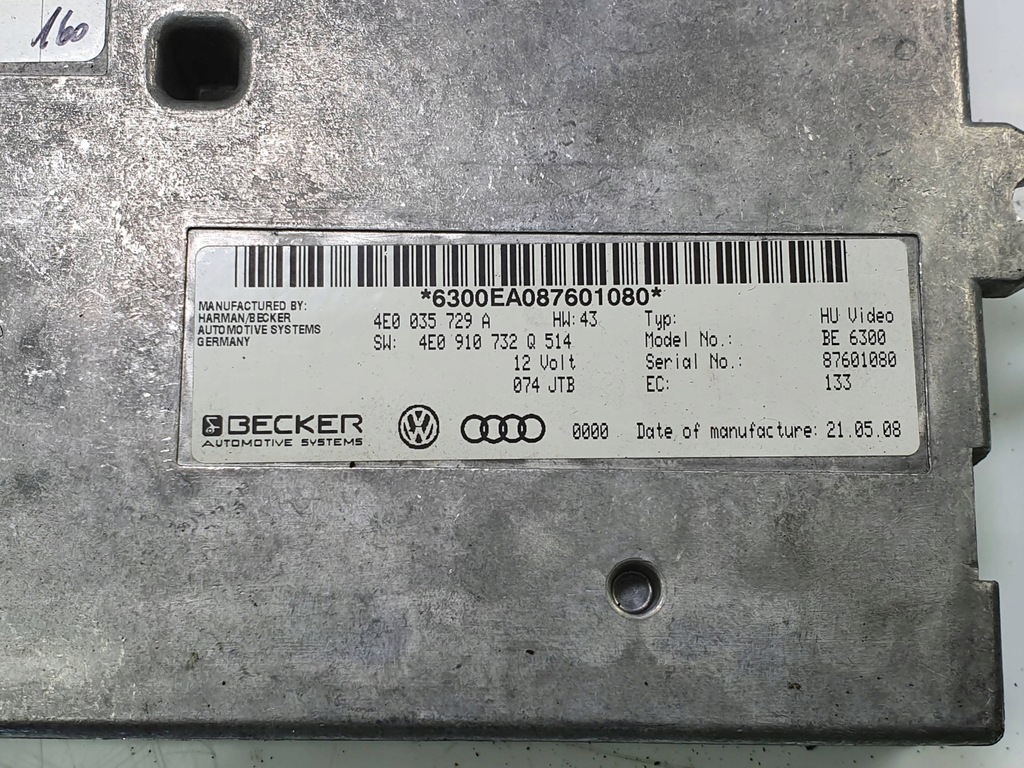 160
*6300EA087601080*
MANUFACTURED BY:
HARMAN/BECKER
AUTOMOTIVE SYSTEMS
GERMANY
4E0 035 729 A HW: 43
SW: 4E0 910 732 Q 514
12 Volt
074 JTB
Typ: HU Video
Model No.: BE 6300
Serial No.: 87601080
EC: 133
BECKER
AUTOMOTIVE SYSTEMS
0000 Date of manufacture: 21.05.08